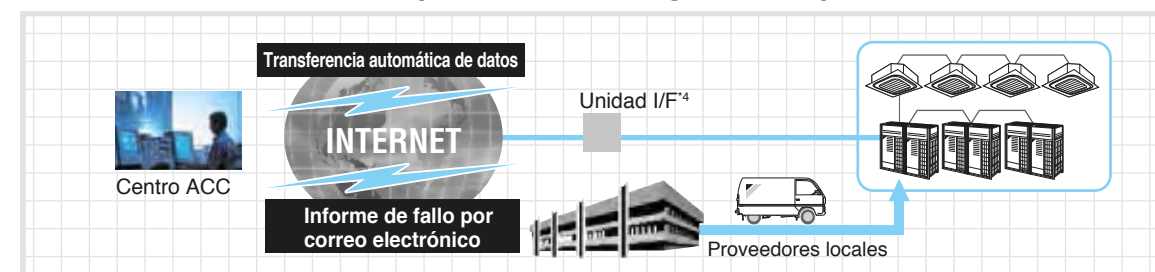 Transferencia automática de datos
Unidad I/F*4
INTERNET
Centro ACC
Informe de fallo por
correo electrónico
Proveedores locales